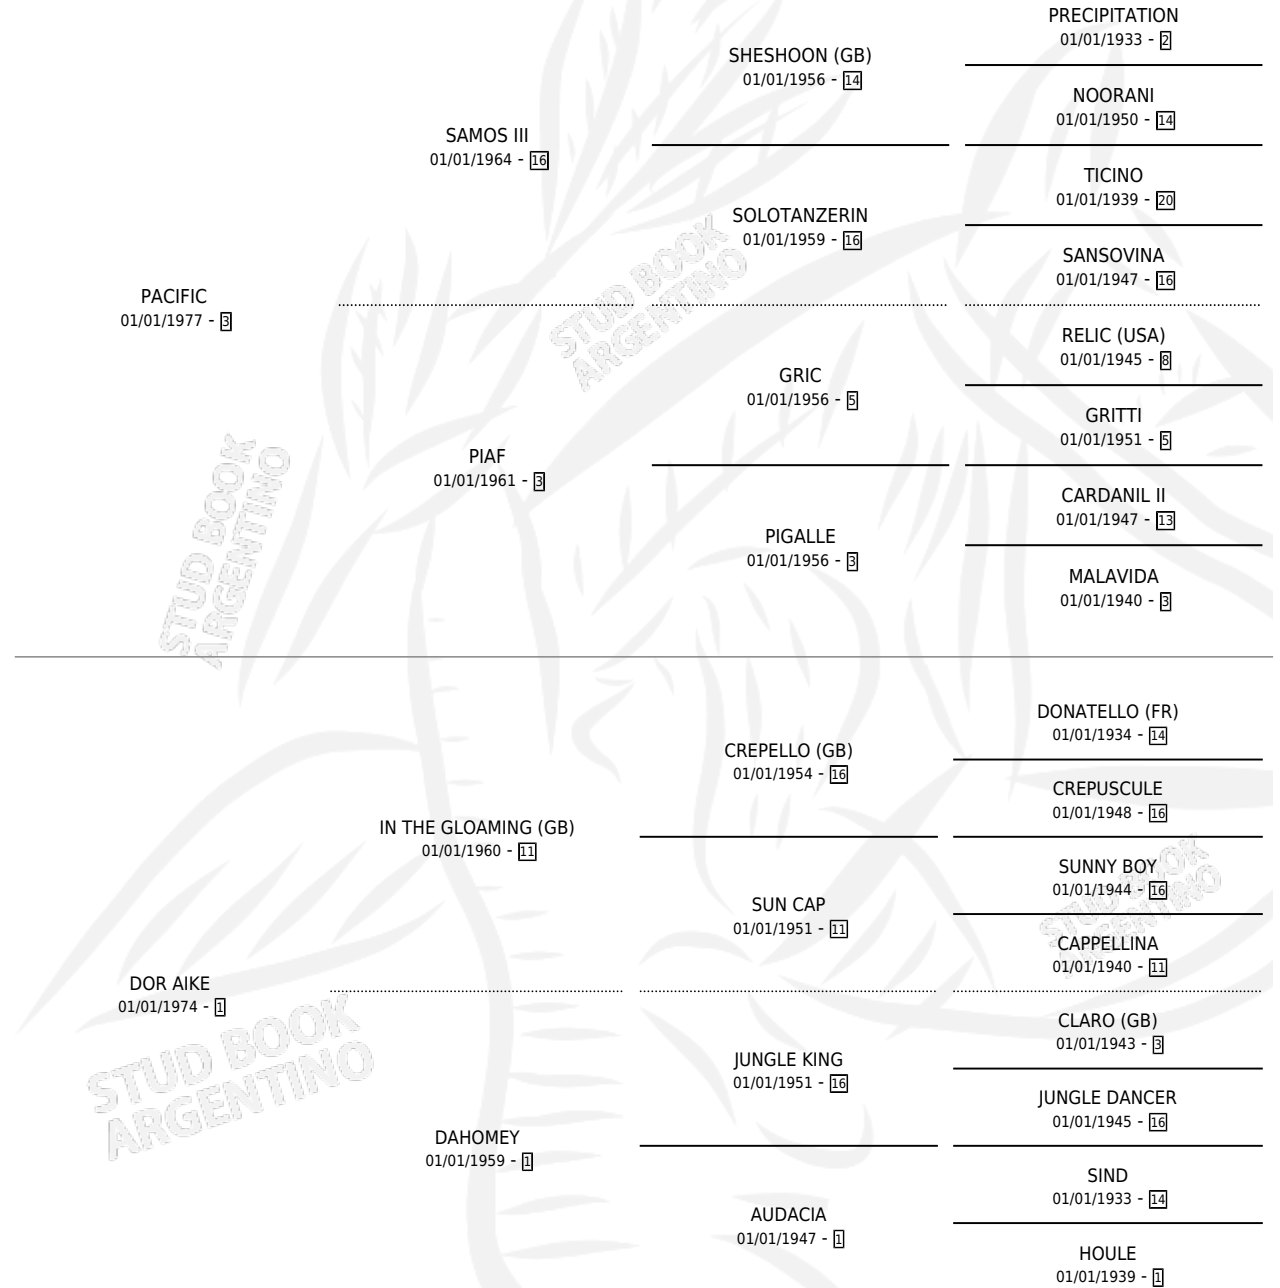 PRECIPITATION
01/01/1933 - 2
SHESHOON (GB)
01/01/1956 - 14
NOORANI
01/01/1950 - 14
SAMOS III
01/01/1964 - 16
TICINO
01/01/1939 - 20
SOLOTANZERIN
01/01/1959 - 16
SANSOVINA
01/01/1947 - 16
PACIFIC
01/01/1977 - 3
RELIC (USA)
01/01/1945 - 8
GRIC
01/01/1956 - 5
GRITTI
01/01/1951 - 5
PIAF
01/01/1961 - 3
CARDANIL II
01/01/1947 - 13
PIGALLE
01/01/1956 - 3
MALAVIDA
01/01/1940 - 3
DONATELLO (FR)
01/01/1934 - 14
CREPELLO (GB)
01/01/1954 - 16
CREPUSCULE
01/01/1948 - 16
IN THE GLOAMING (GB)
01/01/1960 - 11
SUNNY BOY
01/01/1944 - 16
SUN CAP
01/01/1951 - 11
CAPPELLINA
01/01/1940 - 11
DOR AIKE
01/01/1974 - 1
CLARO (GB)
01/01/1943 - 3
JUNGLE KING
01/01/1951 - 16
JUNGLE DANCER
01/01/1945 - 16
DAHOMEY
01/01/1959 - 1
SIND
01/01/1933 - 14
AUDACIA
01/01/1947 - 1
HOULE
01/01/1939 - 1
STUD BOOK
ARGENTINO
STUD BOOK
ARGENTINO
STUD BOOK
ARGENTINO
STUD BOOK
ARGENTINO